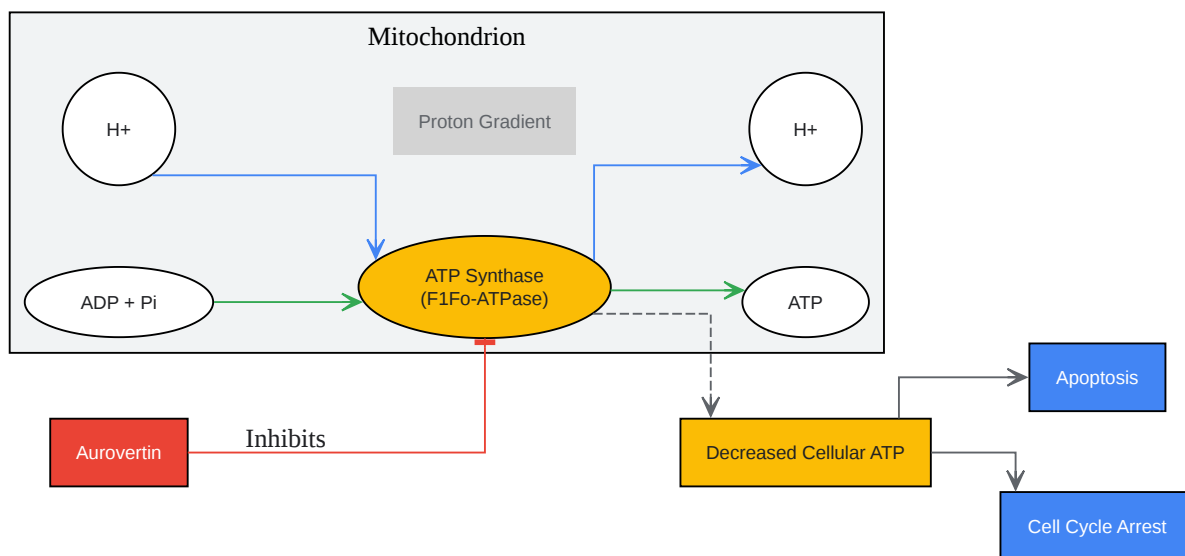 Mitochondrion
H+
Proton Gradient
H+
ADP + Pi
ATP Synthase
(F1Fo-ATPase)
ATP
Apoptosis
Aurovertin
Inhibits
Decreased Cellular ATP
Cell Cycle Arrest